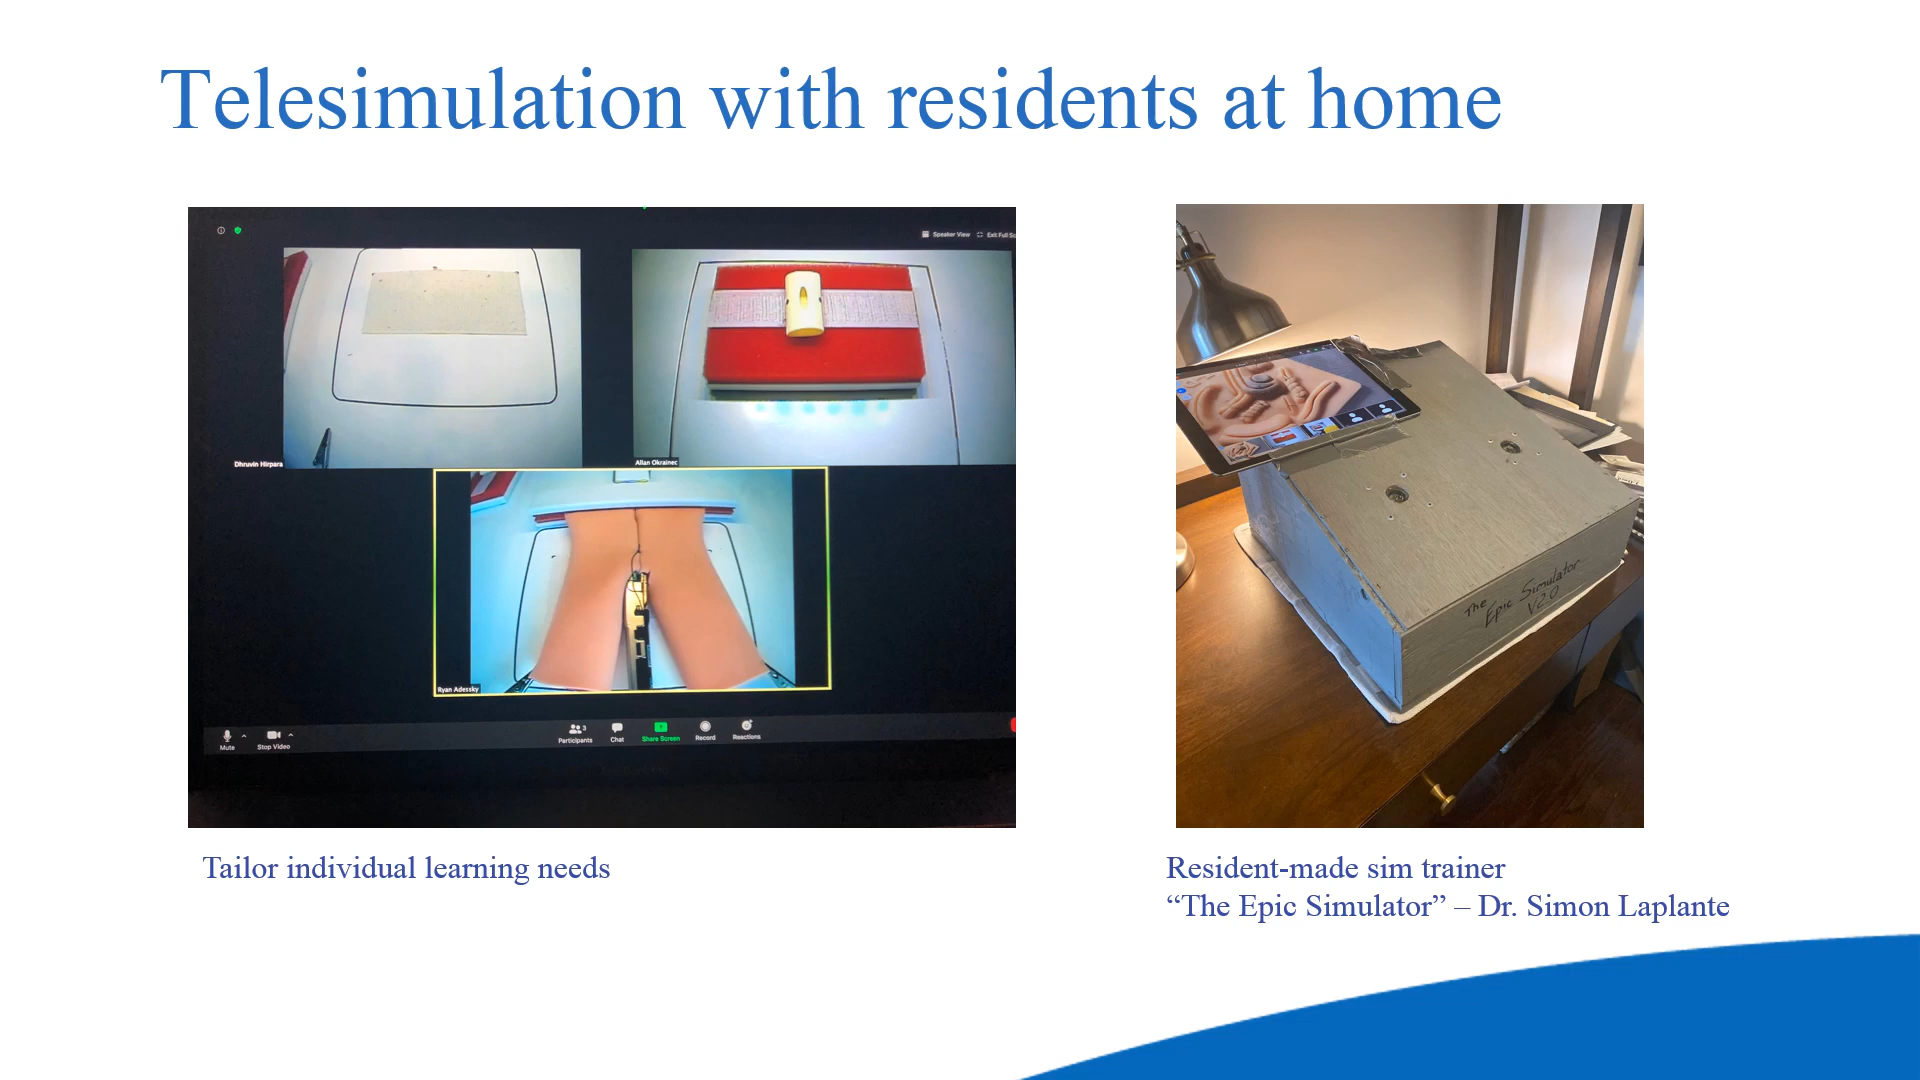 Telesimulation with residents at home
Speaker View
Exit Full Sc
Dhruvin Hirpara
Allan Okrainec
Ryan Adessky
Mute
Stop Video
Participants 3
Chat
Share Screen
Record
Reactions
The
Epic Simulator
V2.0
Tailor individual learning needs
Resident-made sim trainer
“The Epic Simulator” – Dr. Simon Laplante